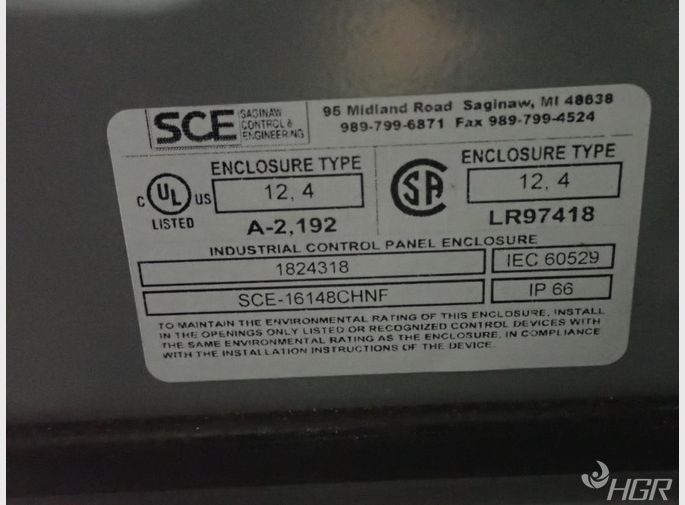 SCE SAGINAW CONTROL & ENGINEERING
95 Midland Road Saginaw, MI 48638
989-799-6871 Fax 989-799-4524
ENCLOSURE TYPE
12, 4
C UL US
LISTED
A-2,192
ENCLOSURE TYPE
12, 4
CSA
LR97418
INDUSTRIAL CONTROL PANEL ENCLOSURE
1824318
IEC 60529
SCE-16148CHNF
IP 66
TO MAINTAIN THE ENVIRONMENTAL RATING OF THIS ENCLOSURE, INSTALL
IN THE OPENINGS ONLY LISTED OR RECOGNIZED CONTROL DEVICES WITH
THE SAME ENVIRONMENTAL RATING AS THE ENCLOSURE, IN COMPLIANCE
WITH THE INSTALLATION INSTRUCTIONS OF THE DEVICE.
HGR